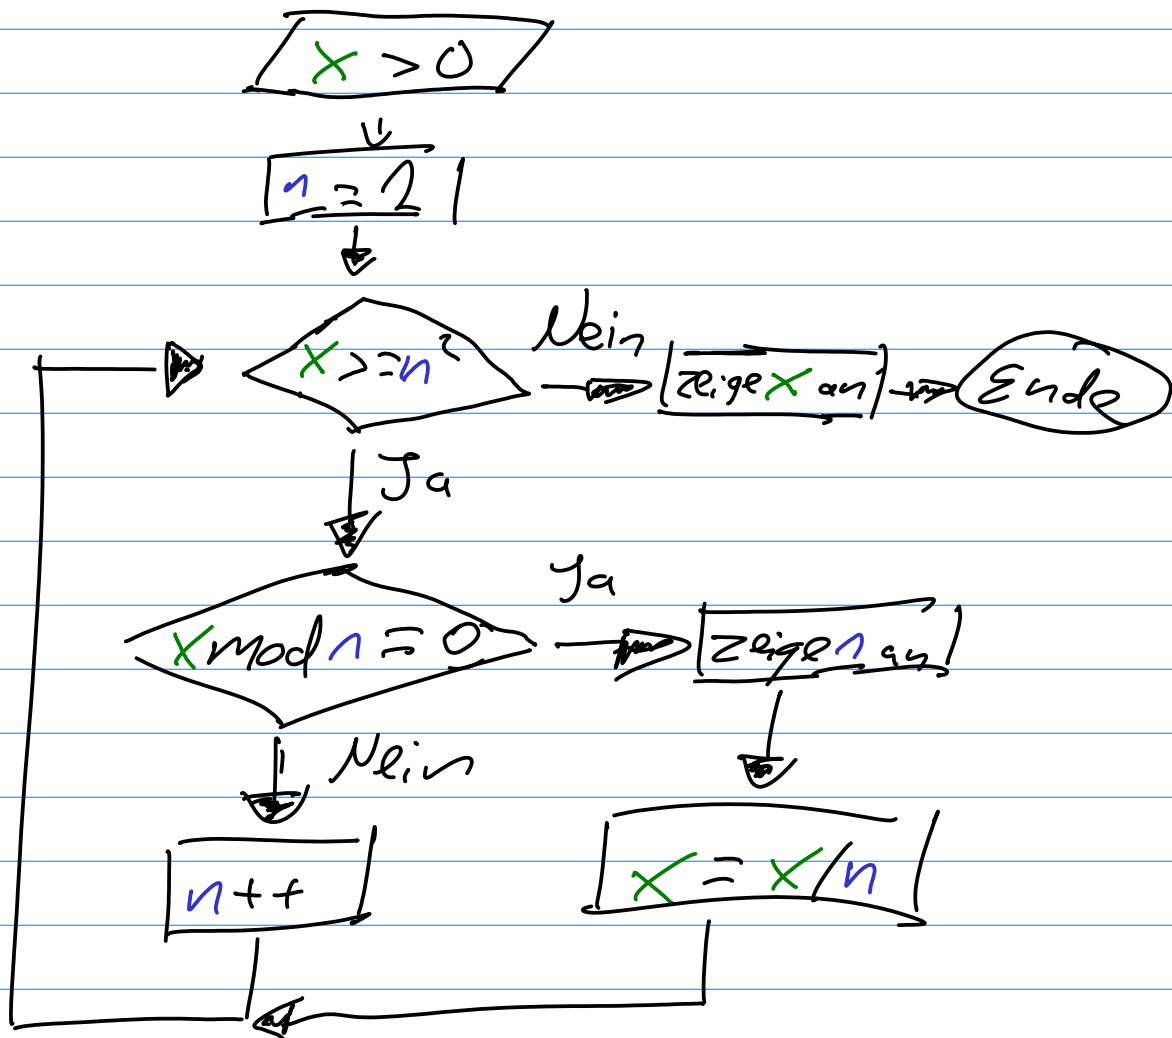 x > 0
n = 2
x >= n²
Nein
zeige x an
Ende
Ja
x mod n = 0
Ja
zeige n an
Nein
n++
x = x/n